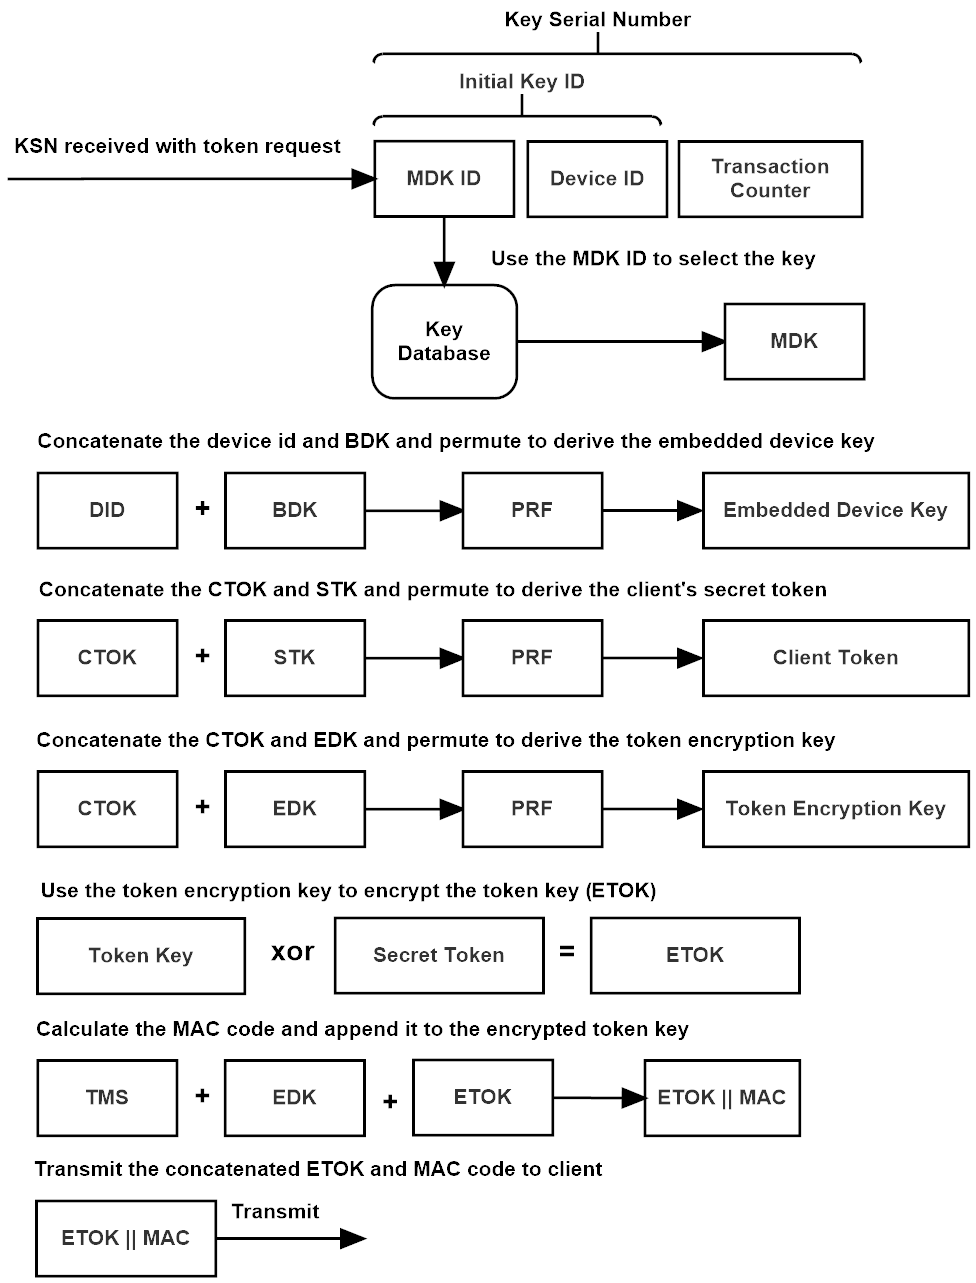 Key Serial Number
Initial Key ID
KSN received with token request
MDK ID
Device ID
Transaction
Counter
Use the MDK ID to select the key
Key
Database
MDK
Concatenate the device id and BDK and permute to derive the embedded device key
DID + BDK PRF Embedded Device Key
Concatenate the CTOK and STK and permute to derive the client's secret token
CTOK + STK PRF Client Token
Concatenate the CTOK and EDK and permute to derive the token encryption key
CTOK + EDK PRF Token Encryption Key
Use the token encryption key to encrypt the token key (ETOK)
Token Key xor Secret Token = ETOK
Calculate the MAC code and append it to the encrypted token key
TMS + EDK + ETOK ETOK || MAC
Transmit the concatenated ETOK and MAC code to client
ETOK || MAC Transmit